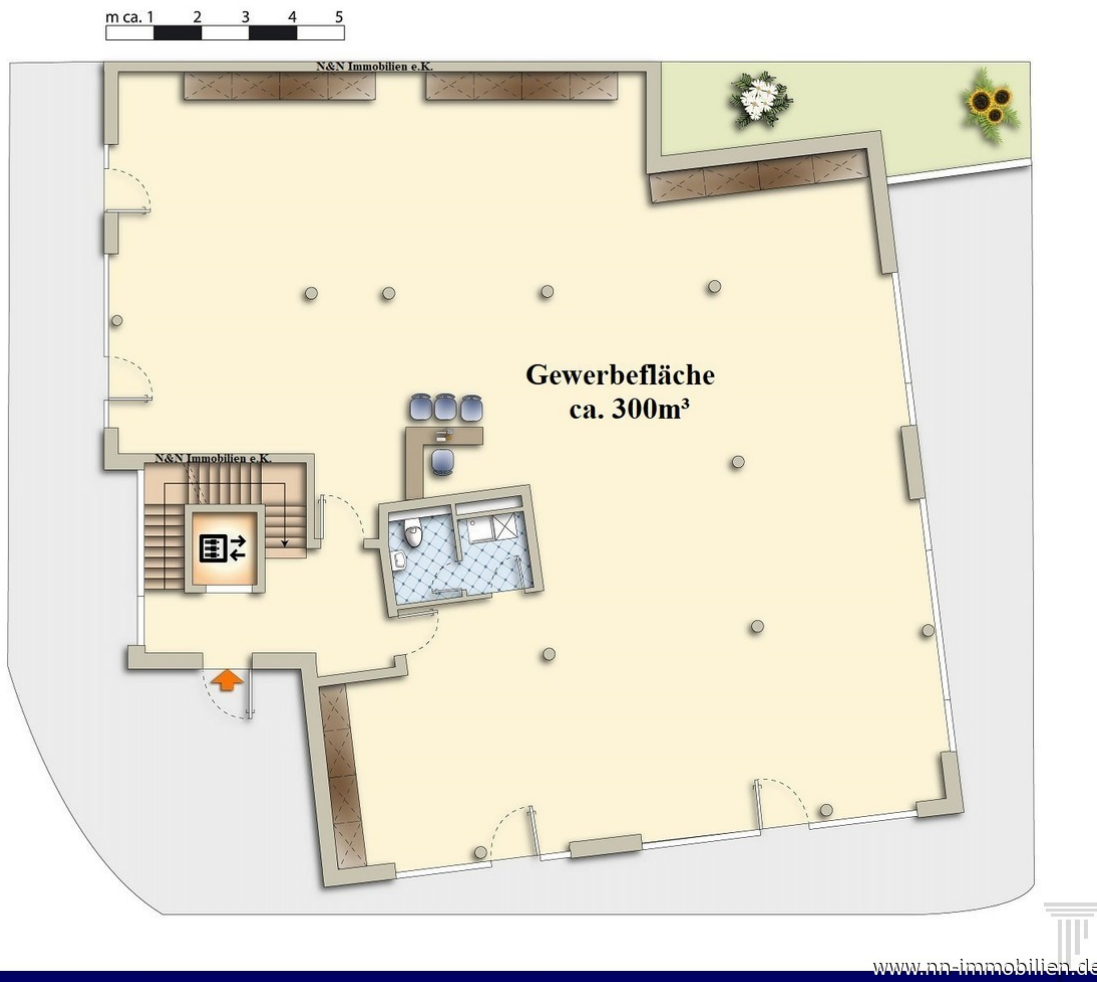 m ca. 1 2 3 4 5
N&N Immobilien e.K.
Gewerbefläche
ca. 300m³
N&N Immobilien e.K.
www.nn-immobilien.de